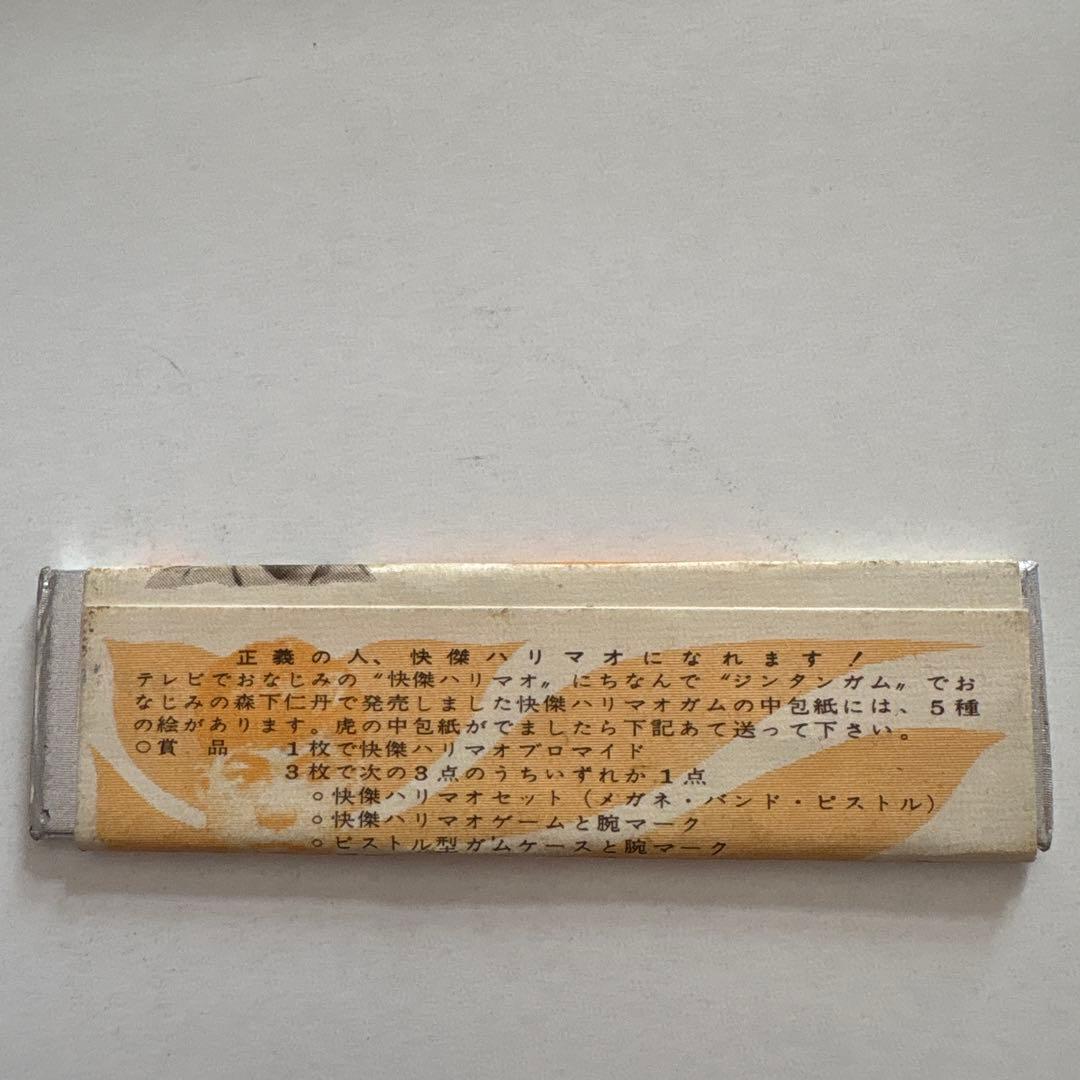 正義の人、快傑ハリマオになれます！
テレビでおなじみの〝快傑ハリマオ〟にちなんで〝ジンタンガム〟でお
なじみの森下仁丹で発売しました快傑ハリマオガムの中包紙には、5種
の絵があります。虎の中包紙がでましたら下記あて送って下さい。
○賞　品　　1枚で快傑ハリマオブロマイド
3枚で次の3点のうちいずれか1点
○快傑ハリマオセット（メガネ・バンド・ピストル）
○快傑ハリマオゲームと腕マーク
○ピストル型ガムケースと腕マーク